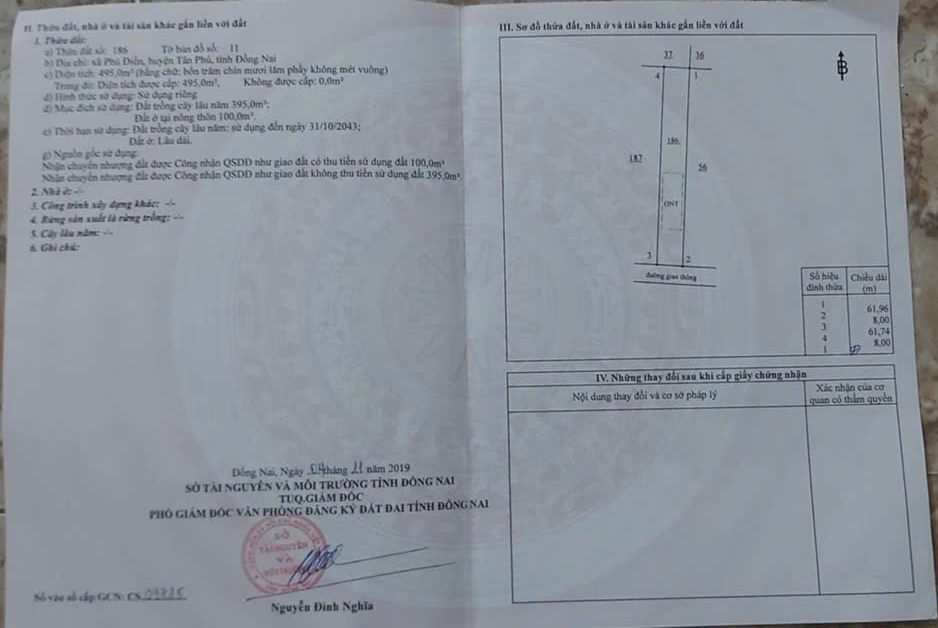 II. Thửa đất, nhà ở và tài sản khác gắn liền với đất
1. Thửa đất:
a) Thửa đất số: 186 Tờ bản đồ số: 11
b) Địa chỉ: xã Phú Điền, huyện Tân Phú, tỉnh Đồng Nai
c) Diện tích: 495,0m² (bằng chữ: bốn trăm chín mươi lăm phẩy không mét vuông)
Trong đó: Diện tích được cấp: 495,0m², Không được cấp: 0,0m²
d) Hình thức sử dụng: Sử dụng riêng
đ) Mục đích sử dụng: Đất trồng cây lâu năm 395,0m²;
Đất ở tại nông thôn 100,0m².
e) Thời hạn sử dụng: Đất trồng cây lâu năm: sử dụng đến ngày 31/10/2043;
Đất ở: Lâu dài.
g) Nguồn gốc sử dụng:
Nhận chuyển nhượng đất được Công nhận QSDĐ như giao đất có thu tiền sử dụng đất 100,0m²
Nhận chuyển nhượng đất được Công nhận QSDĐ như giao đất không thu tiền sử dụng đất 395,0m².
2. Nhà ở: -/-
3. Công trình xây dựng khác: -/-
4. Rừng sản xuất là rừng trồng: -/-
5. Cây lâu năm: -/-
6. Ghi chú:
Đồng Nai, Ngày 04 tháng 11 năm 2019
SỞ TÀI NGUYÊN VÀ MÔI TRƯỜNG TỈNH ĐỒNG NAI
TUQ.GIÁM ĐỐC
PHÓ GIÁM ĐỐC VĂN PHÒNG ĐĂNG KÝ ĐẤT ĐAI TỈNH ĐỒNG NAI
SỞ
TÀI NGUYÊN
VÀ
MÔI TRƯỜNG
Nguyễn Đình Nghĩa
Số vào sổ cấp GCN: CS
III. Sơ đồ thửa đất, nhà ở và tài sản khác gắn liền với đất
37 36
4 1
B
186
187
56
ONT
3 2
đường giao thông
Số hiệu đỉnh thửa Chiều dài (m)
1
61,96
2
8,00
3
61,74
4
8,00
1
IV. Những thay đổi sau khi cấp giấy chứng nhận
Nội dung thay đổi và cơ sở pháp lý
Xác nhận của cơ
quan có thẩm quyền